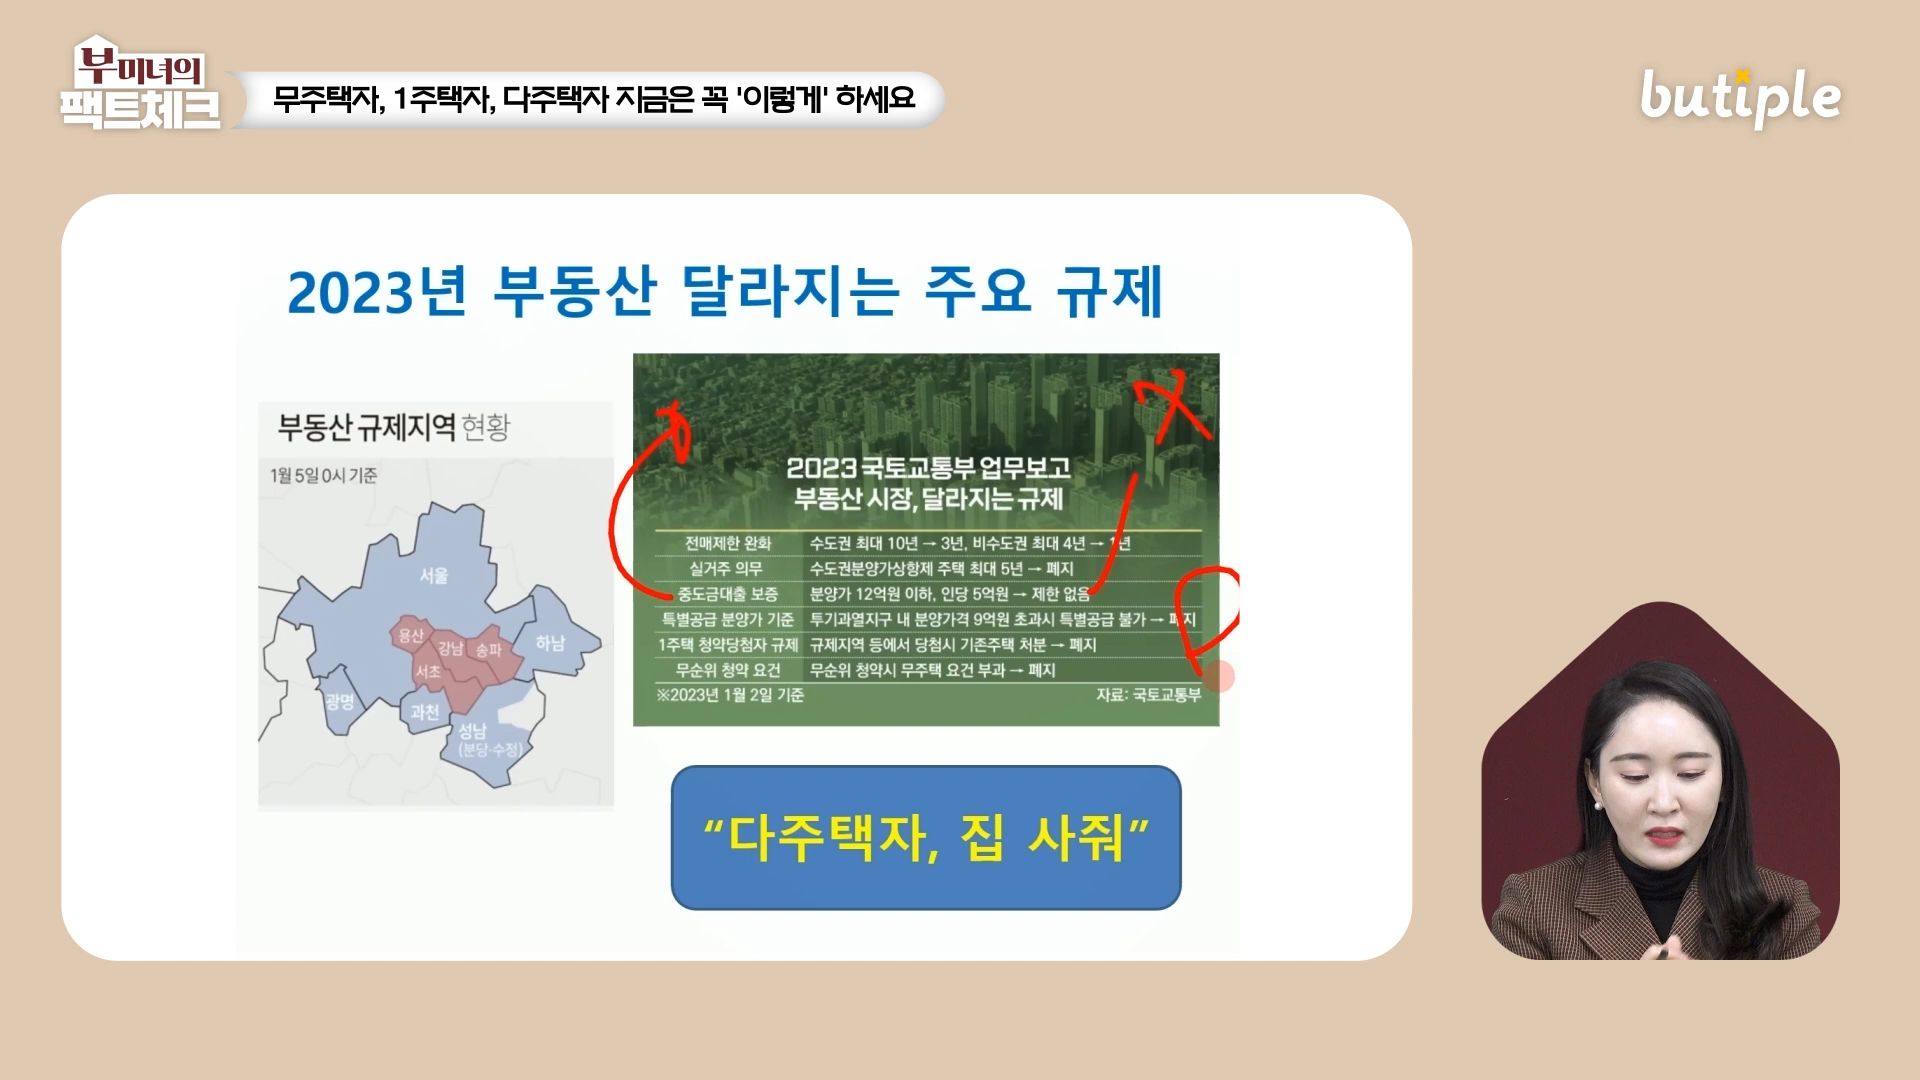 부미녀의
팩트체크
무주택자, 1주택자, 다주택자 지금은 꼭 '이렇게' 하세요
butiple
2023년 부동산 달라지는 주요 규제
부동산 규제지역 현황
1월 5일 0시 기준
서울
용산
강남
송파
서초
하남
광명
과천
성남
(분당·수정)
2023 국토교통부 업무보고
부동산 시장, 달라지는 규제
전매제한 완화 수도권 최대 10년 → 3년, 비수도권 최대 4년 → 1년
실거주 의무 수도권분양가상항제 주택 최대 5년 → 폐지
중도금대출 보증 분양가 12억원 이하, 인당 5억원 → 제한 없음
특별공급 분양가 기준 투기과열지구 내 분양가격 9억원 초과시 특별공급 불가 → 폐지
1주택 청약당첨자 규제 규제지역 등에서 당첨시 기존주택 처분 → 폐지
무순위 청약 요건 무순위 청약시 무주택 요건 부과 → 폐지
※2023년 1월 2일 기준 자료: 국토교통부
“다주택자, 집 사줘”